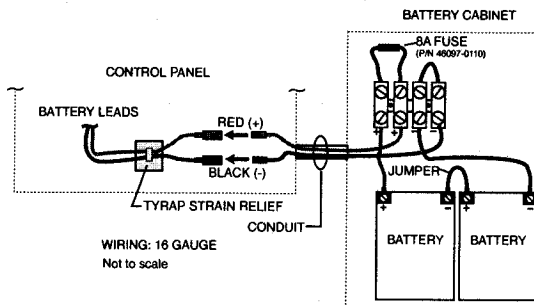 BATTERY CABINET
8A FUSE
(P/N 46097-0110)
CONTROL PANEL
BATTERY LEADS
RED (+)
BLACK (-)
TYRAP STRAIN RELIEF
CONDUIT
WIRING: 16 GAUGE
Not to scale
+ + - -
JUMPER
+ - + -
BATTERY
BATTERY